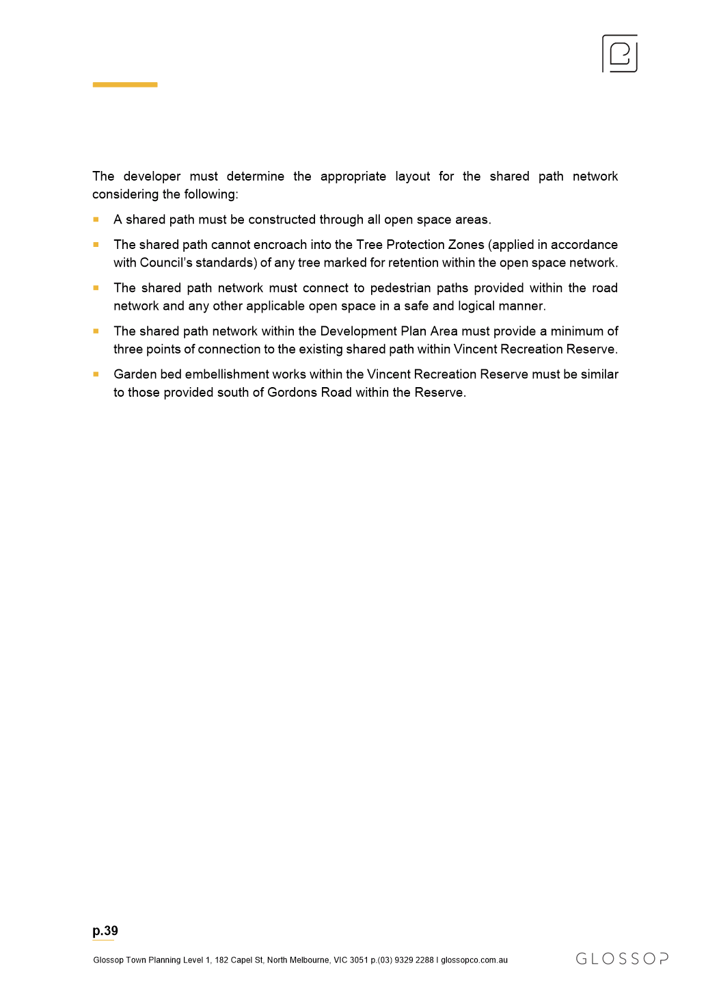 The developer must determine the appropriate layout for the shared path network
considering the following:
A shared path must be constructed through all open space areas.
The shared path cannot encroach into the Tree Protection Zones (applied in accordance
with Council’s standards) of any tree marked for retention within the open space network.
The shared path network must connect to pedestrian paths provided within the road
network and any other applicable open space in a safe and logical manner.
The shared path network within the Development Plan Area must provide a minimum of
three points of connection to the existing shared path within Vincent Recreation Reserve.
Garden bed embellishment works within the Vincent Recreation Reserve must be similar
to those provided south of Gordons Road within the Reserve.
p.39
Glossop Town Planning Level 1, 182 Capel St, North Melbourne, VIC 3051 p.(03) 9329 2288 I glossopco.com.au
GLOSSOP